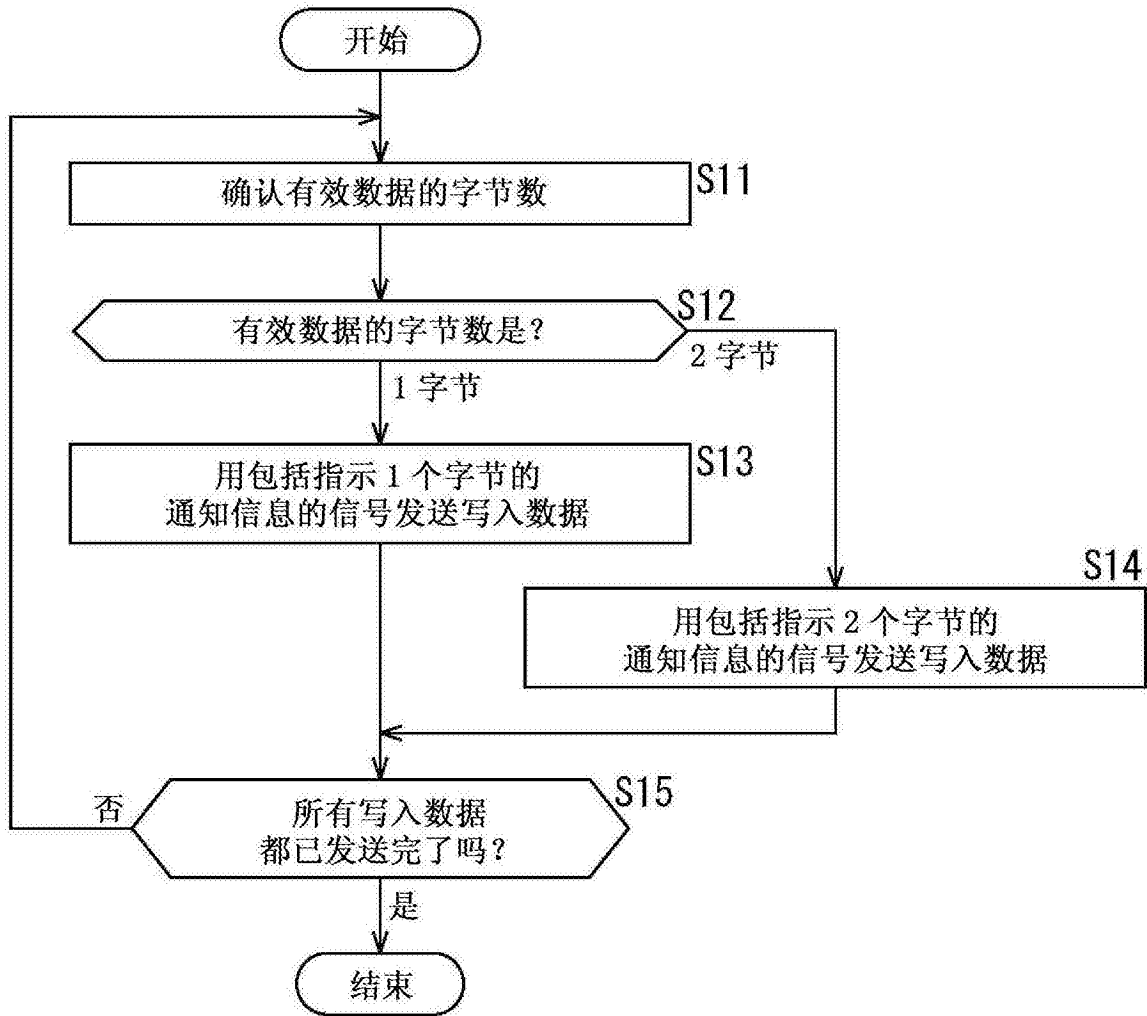 开始
确认有效数据的字节数
S11
有效数据的字节数是？
S12
2 字节
1 字节
用包括指示 1 个字节的
通知信息的信号发送写入数据
S13
S14
用包括指示 2 个字节的
通知信息的信号发送写入数据
所有写入数据
都已发送完了吗？
S15
否
是
结束